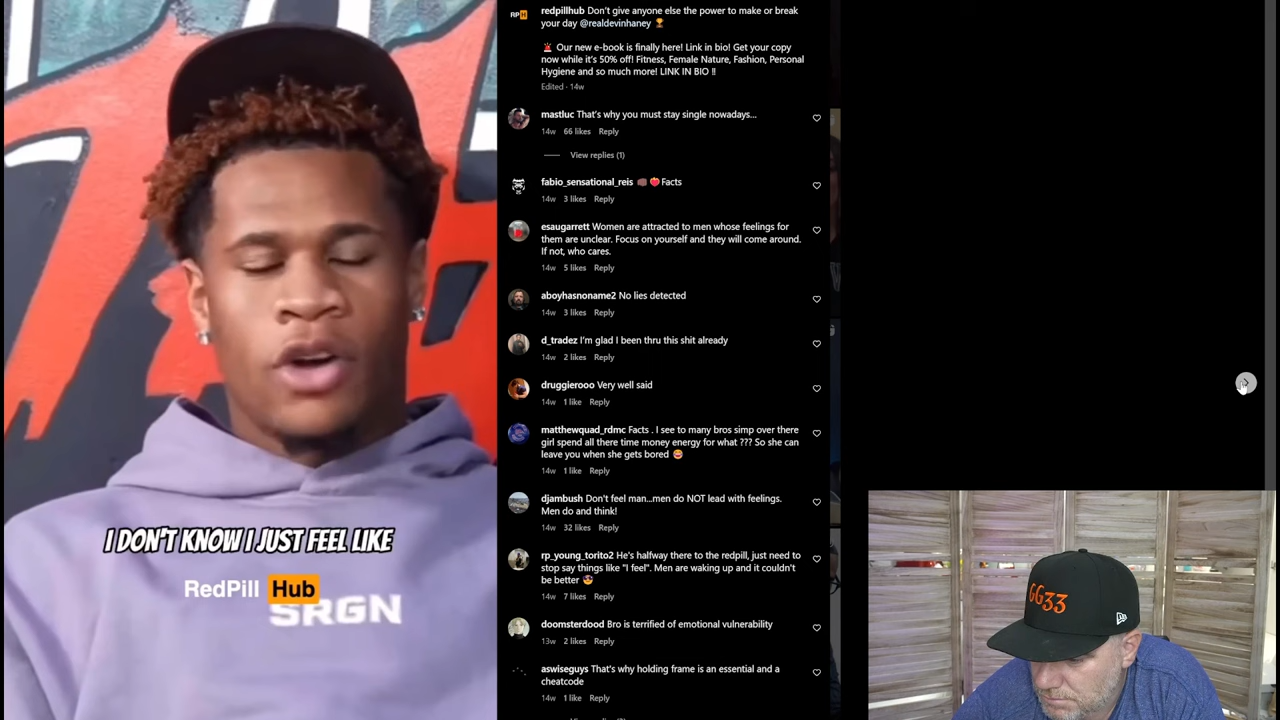 I DON'T KNOW I JUST FEEL LIKE
RedPill Hub
SRGN
RPH
redpillhub Don't give anyone else the power to make or break
your day @realdevinhaney 🏆
🚨 Our new e-book is finally here! Link in bio! Get your copy
now while it's 50% off! Fitness, Female Nature, Fashion, Personal
Hygiene and so much more! LINK IN BIO ‼️
Edited · 14w
mastluc That's why you must stay single nowadays...
14w 66 likes Reply
View replies (1)
fabio_sensational_reis Facts
14w 3 likes Reply
esaugarrett Women are attracted to men whose feelings for
them are unclear. Focus on yourself and they will come around.
If not, who cares.
14w 5 likes Reply
aboyhasnoname2 No lies detected
14w 3 likes Reply
d_tradez I'm glad I been thru this shit already
14w 2 likes Reply
druggierooo Very well said
14w 1 like Reply
matthewquad_rdmc Facts . I see to many bros simp over there
girl spend all there time money energy for what ??? So she can
leave you when she gets bored 😂
14w 1 like Reply
djambush Don't feel man...men do NOT lead with feelings.
Men do and think!
14w 32 likes Reply
rp_young_torito2 He's halfway there to the redpill, just need to
stop say things like "I feel". Men are waking up and it couldn't
be better 😎
14w 7 likes Reply
doomsterdood Bro is terrified of emotional vulnerability
13w 2 likes Reply
aswiseguys That's why holding frame is an essential and a
cheatcode
14w 1 like Reply
GG33